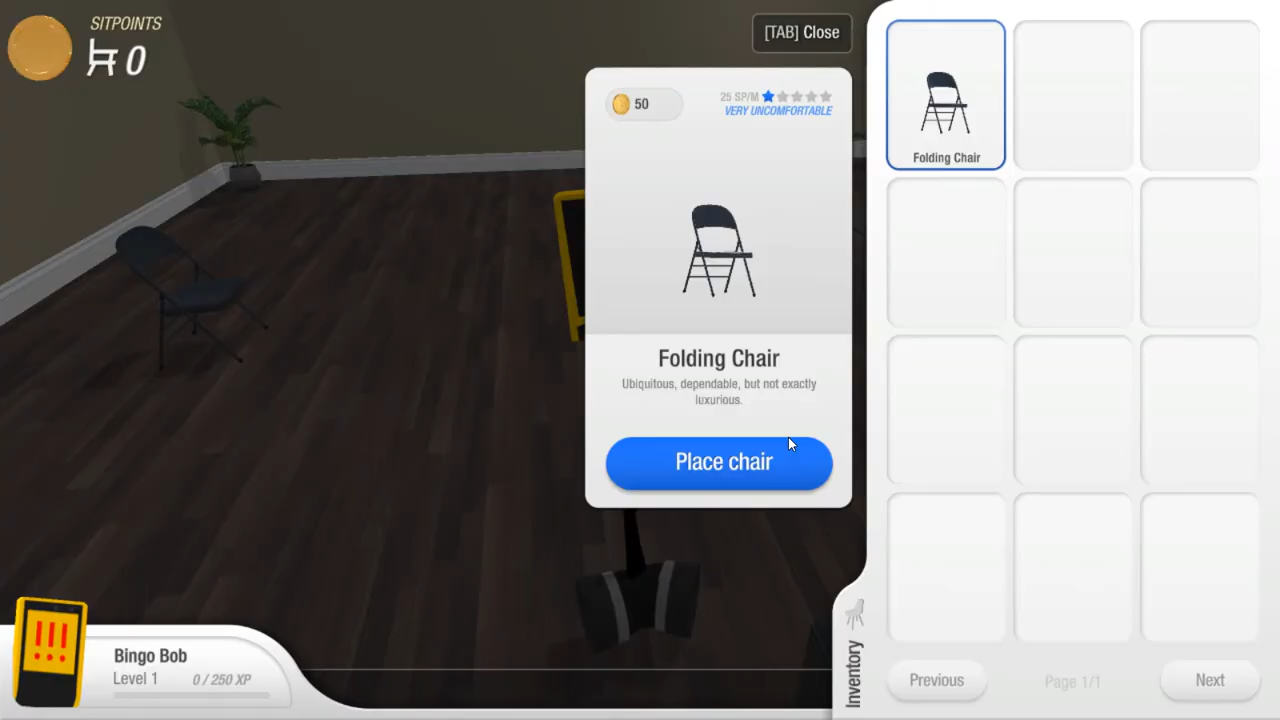 SITPOINTS
0
[TAB] Close
50
25 SP/M
VERY UNCOMFORTABLE
Folding Chair
Ubiquitous, dependable, but not exactly
luxurious.
Place chair
Folding Chair
Inventory
Previous
Page 1/1
Next
!!!
Bingo Bob
Level 1
0 / 250 XP